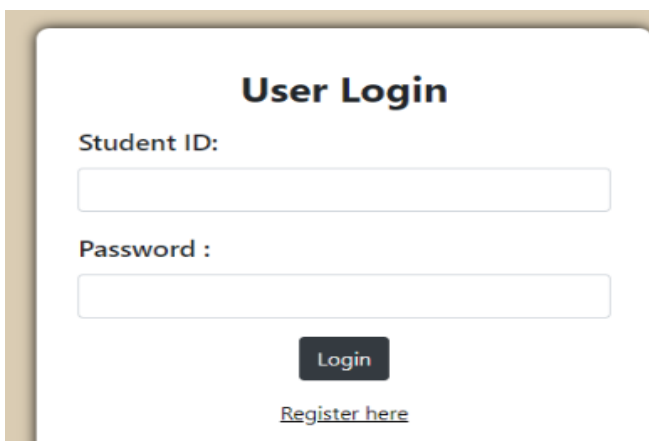 User Login
Student ID:
Password :
Login
Register here